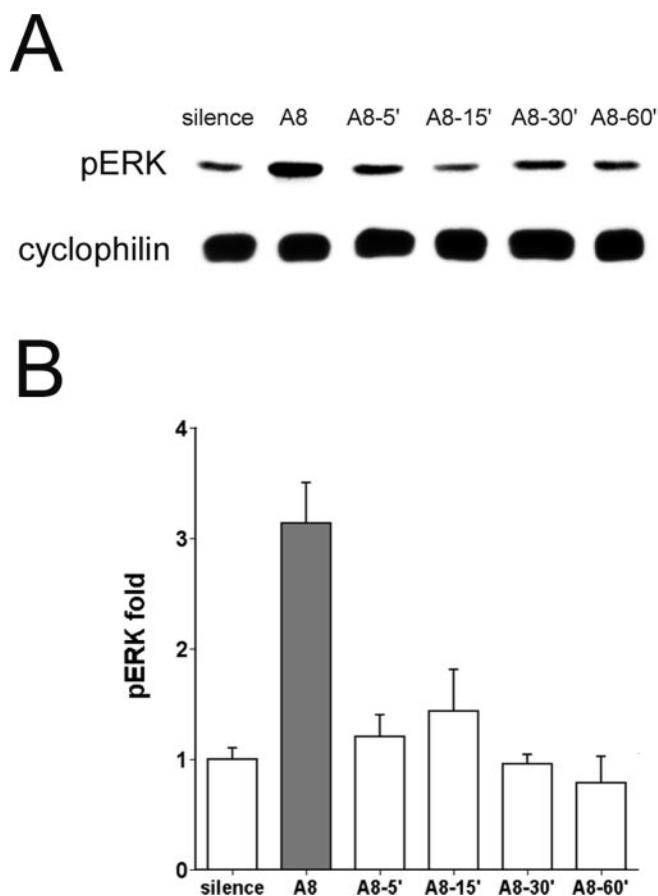 A
silence A8 A8-5' A8-15' A8-30' A8-60'
pERK
cyclophilin
B
4
3
2
1
0
pERK fold
silence A8 A8-5' A8-15' A8-30' A8-60'